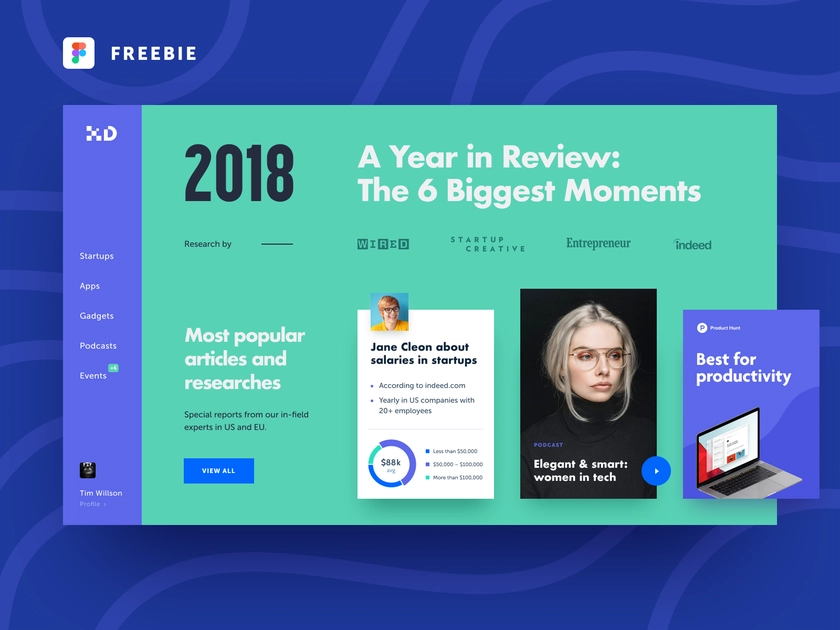 FREEBIE
XD
2018
A Year in Review:
The 6 Biggest Moments
Research by
WIRED
STARTUP
CREATIVE
Entrepreneur
indeed
Startups
Apps
Gadgets
Podcasts
Events
+4
Tim Willson
Profile ›
Most popular
articles and
researches
Special reports from our in-field
experts in US and EU.
VIEW ALL
Jane Cleon about
salaries in startups
• According to indeed.com
• Yearly in US companies with
20+ employees
$88k
avg.
Less than $50,000
$50,000 – $100,000
More than $100,000
PODCAST
Elegant & smart:
women in tech
P Product Hunt
Best for
productivity